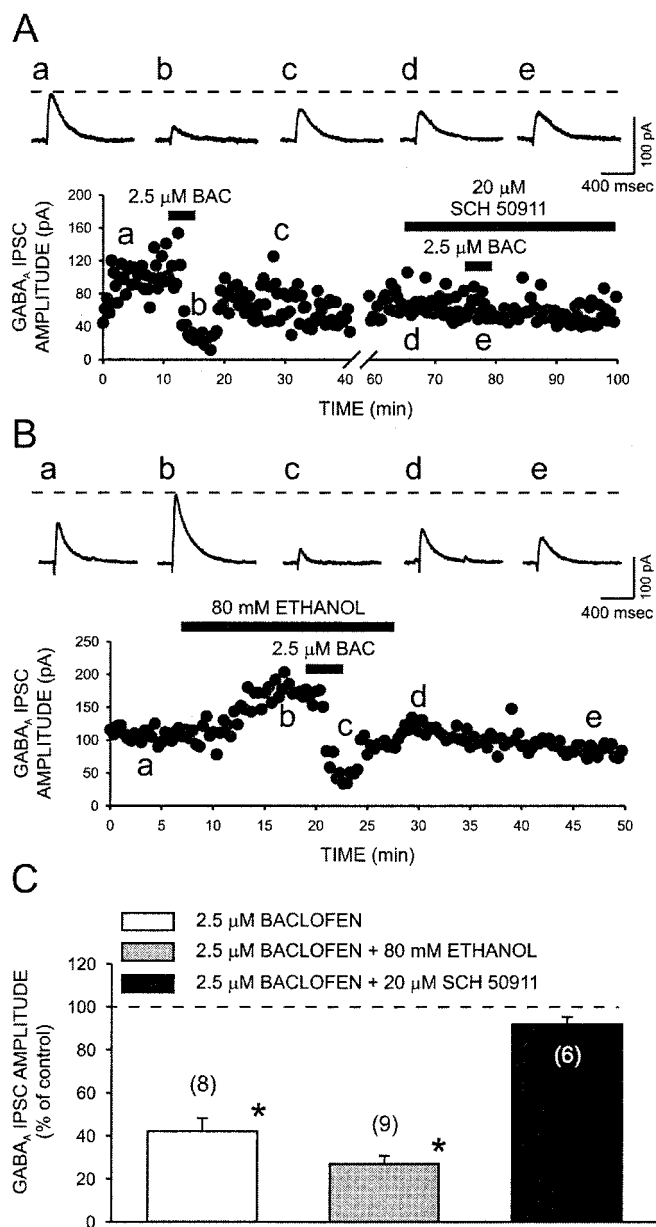 A
a b c d e
100 pA
400 msec
20 μM
SCH 50911
2.5 μM BAC
2.5 μM BAC
GABA_A IPSC
AMPLITUDE (pA)
200
160
120
80
40
0
a
b
c
d
e
0 10 20 30 40 60 70 80 90 100
TIME (min)
B
a b c d e
100 pA
400 msec
80 mM ETHANOL
2.5 μM BAC
GABA_A IPSC
AMPLITUDE (pA)
250
200
150
100
50
0
a
b
c
d
e
0 5 10 15 20 25 30 35 40 45 50
TIME (min)
C
2.5 μM BACLOFEN
2.5 μM BACLOFEN + 80 mM ETHANOL
2.5 μM BACLOFEN + 20 μM SCH 50911
GABA_A IPSC AMPLITUDE
(% of control)
120
100
80
60
40
20
0
(8)
*
(9)
*
(6)